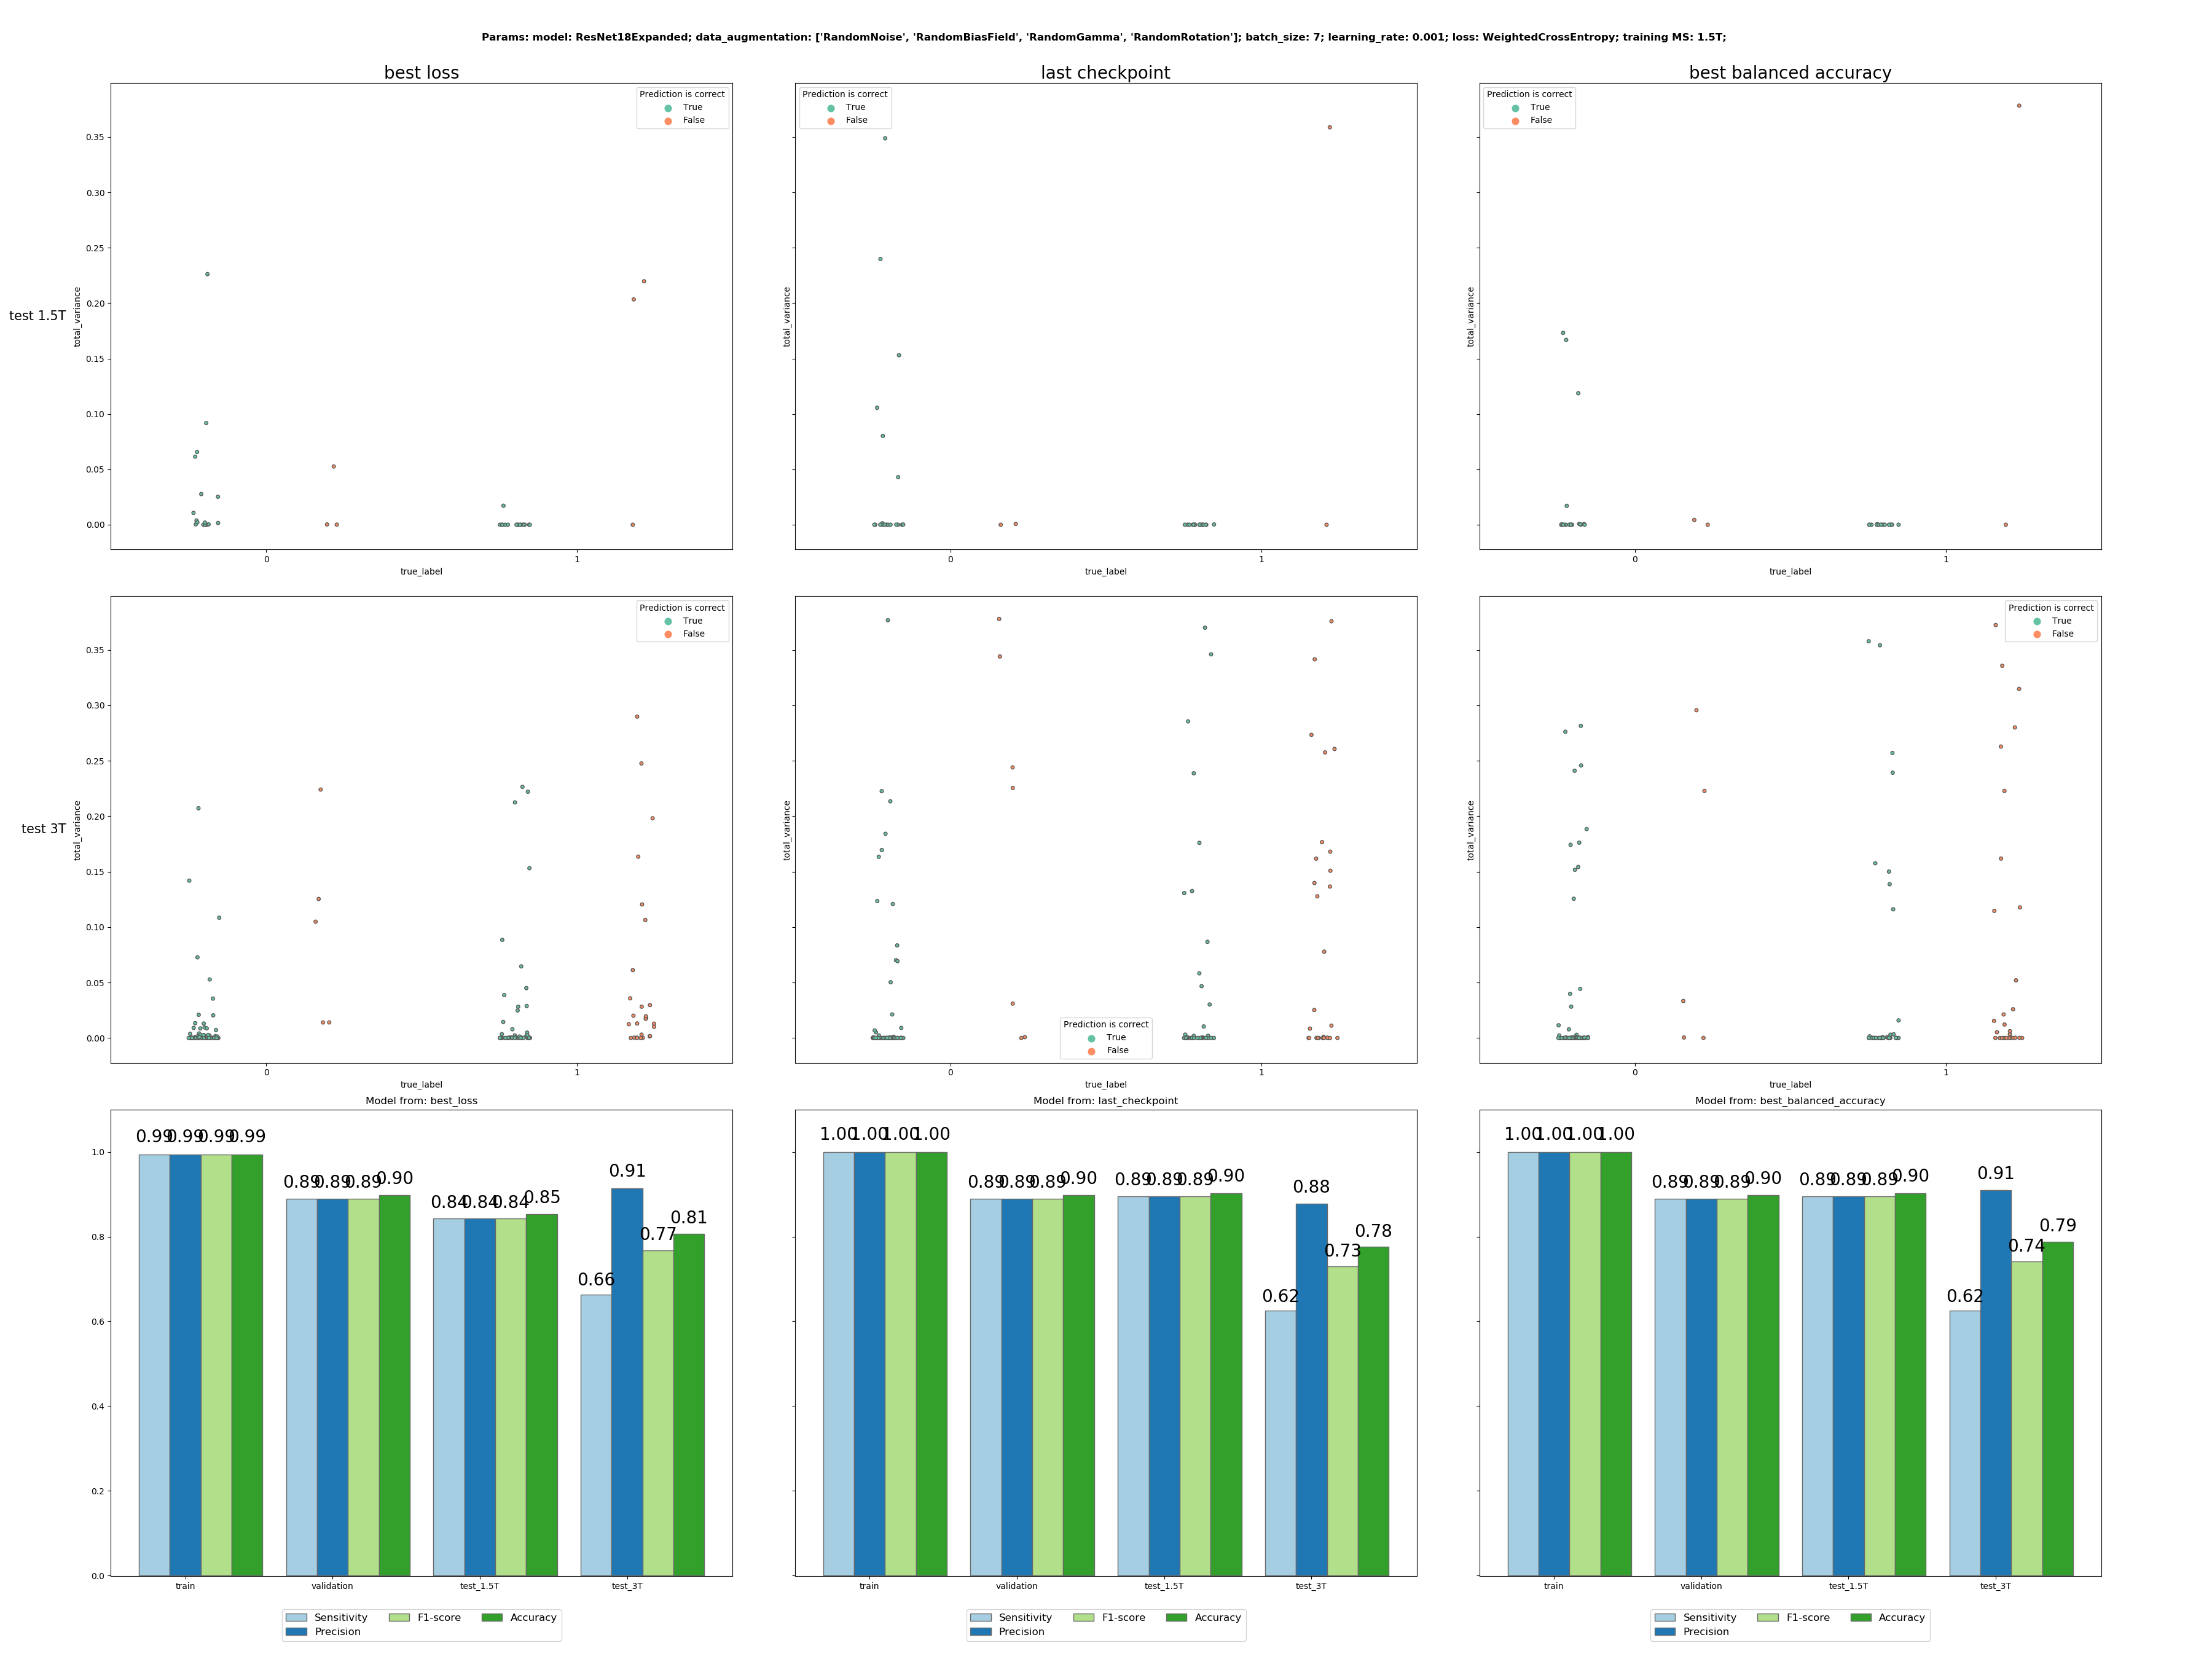 Params: model: ResNet18Expanded; data_augmentation: ['RandomNoise', 'RandomBiasField', 'RandomGamma', 'RandomRotation']; batch_size: 7; learning_rate: 0.001; loss: WeightedCrossEntropy; training MS: 1.5T;
best loss
last checkpoint
best balanced accuracy
test 1.5T
total_variance
0.35
0.30
0.25
0.20
0.15
0.10
0.05
0.00
Prediction is correct
True
False
0 1
true_label
total_variance
Prediction is correct
True
False
0 1
true_label
total_variance
Prediction is correct
True
False
0 1
true_label
test 3T
total_variance
0.35
0.30
0.25
0.20
0.15
0.10
0.05
0.00
Prediction is correct
True
False
0 1
true_label
total_variance
Prediction is correct
True
False
0 1
true_label
total_variance
Prediction is correct
True
False
0 1
true_label
Model from: best_loss
1.0
0.8
0.6
0.4
0.2
0.0
0.99 0.99 0.99 0.99
0.89 0.89 0.89 0.90
0.84 0.84 0.84 0.85
0.66 0.91 0.77 0.81
train validation test_1.5T test_3T
Sensitivity F1-score Accuracy
Precision
Model from: last_checkpoint
1.00 1.00 1.00 1.00
0.89 0.89 0.89 0.90
0.89 0.89 0.89 0.90
0.62 0.88 0.73 0.78
train validation test_1.5T test_3T
Sensitivity F1-score Accuracy
Precision
Model from: best_balanced_accuracy
1.00 1.00 1.00 1.00
0.89 0.89 0.89 0.90
0.89 0.89 0.89 0.90
0.62 0.91 0.74 0.79
train validation test_1.5T test_3T
Sensitivity F1-score Accuracy
Precision